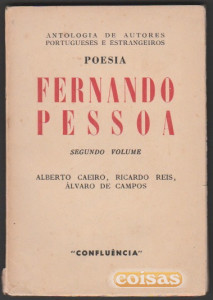 ANTOLOGIA DE AUTORES
PORTUGUESES E ESTRANGEIROS
POESIA
FERNANDO
PESSOA
SEGUNDO VOLUME
ALBERTO CAEIRO, RICARDO REIS,
ÁLVARO DE CAMPOS
"CONFLUÊNCIA"
coisas